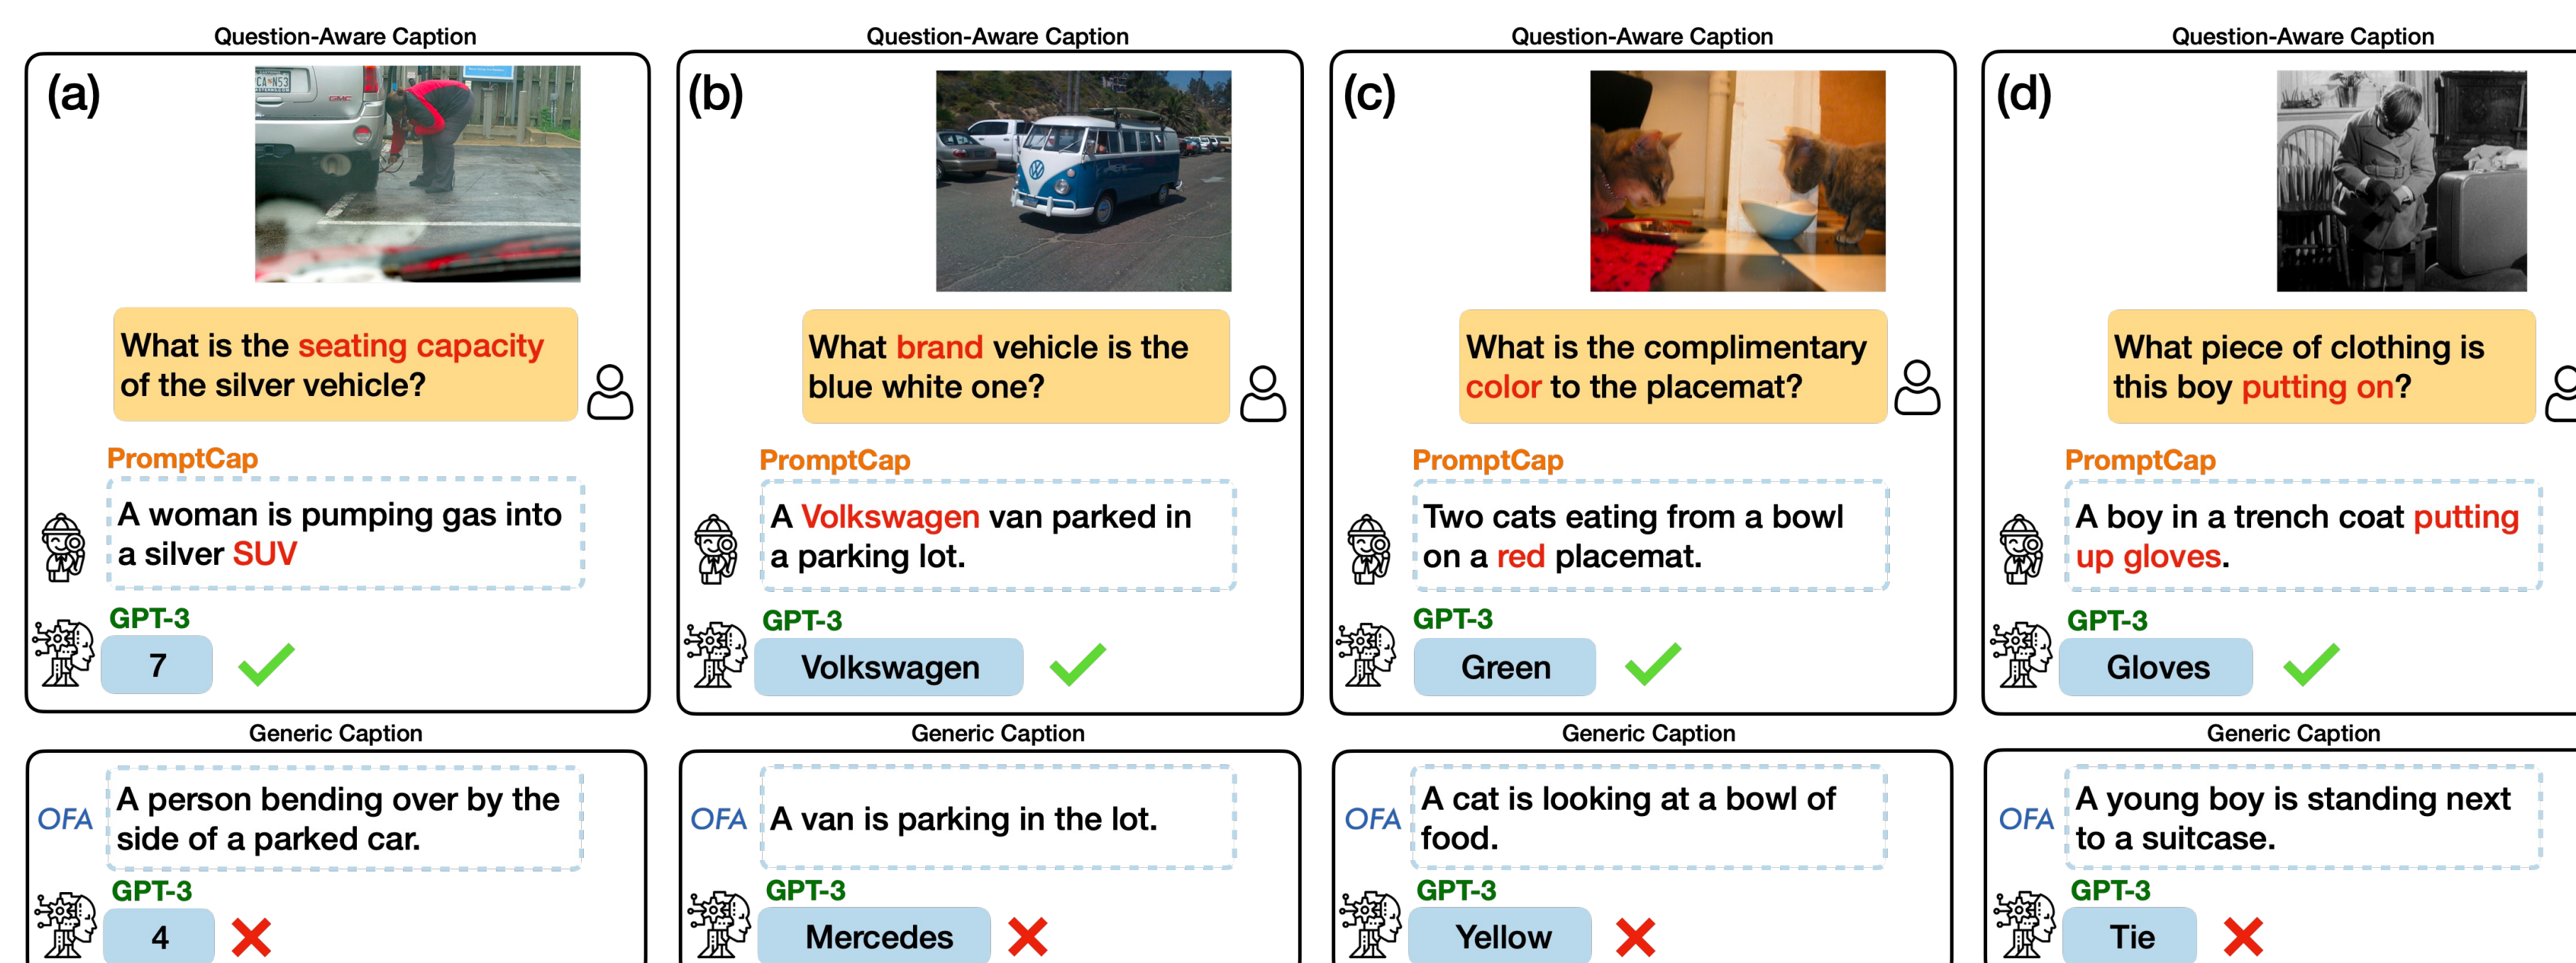 Question-Aware Caption
(a)
CA N53
GMC
What is the seating capacity
of the silver vehicle?
PromptCap
A woman is pumping gas into
a silver SUV
GPT-3
7
Generic Caption
OFA
A person bending over by the
side of a parked car.
GPT-3
4
Question-Aware Caption
(b)
What brand vehicle is the
blue white one?
PromptCap
A Volkswagen van parked in
a parking lot.
GPT-3
Volkswagen
Generic Caption
OFA
A van is parking in the lot.
GPT-3
Mercedes
Question-Aware Caption
(c)
What is the complimentary
color to the placemat?
PromptCap
Two cats eating from a bowl
on a red placemat.
GPT-3
Green
Generic Caption
OFA
A cat is looking at a bowl of
food.
GPT-3
Yellow
Question-Aware Caption
(d)
What piece of clothing is
this boy putting on?
PromptCap
A boy in a trench coat putting
up gloves.
GPT-3
Gloves
Generic Caption
OFA
A young boy is standing next
to a suitcase.
GPT-3
Tie